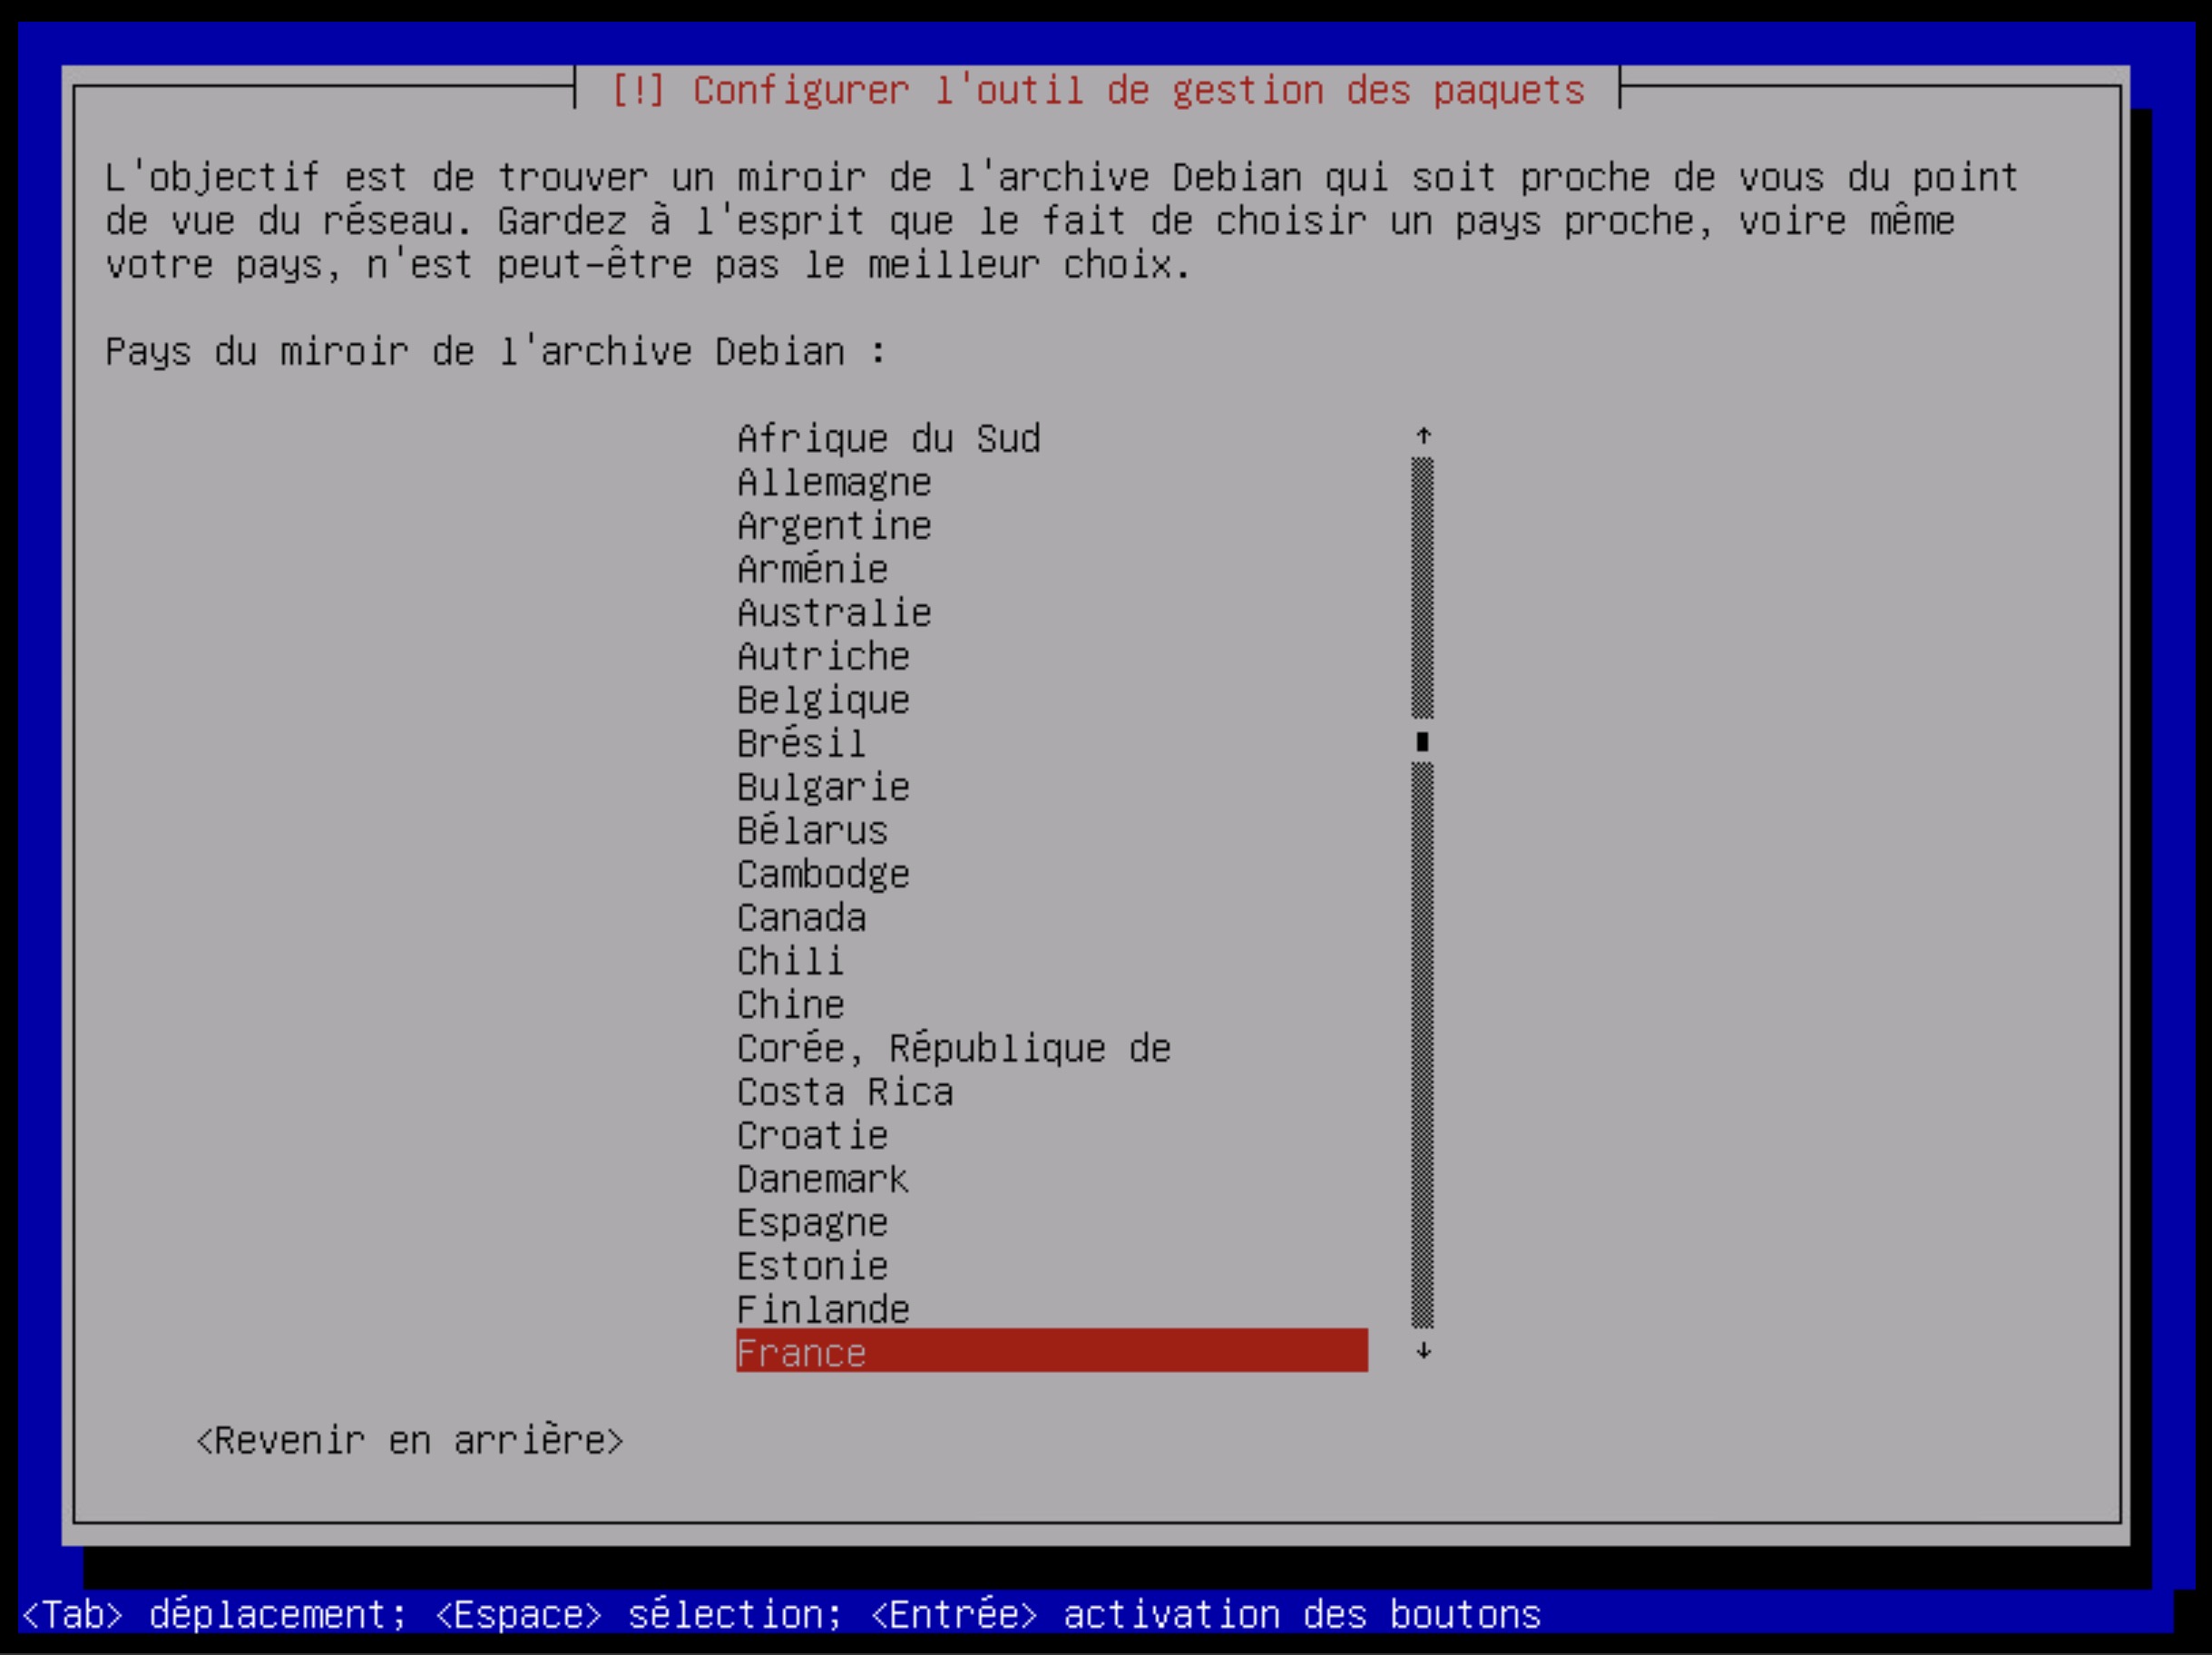 [!] Configurer l'outil de gestion des paquets
L'objectif est de trouver un miroir de l'archive Debian qui soit proche de vous du point
de vue du réseau. Gardez à l'esprit que le fait de choisir un pays proche, voire même
votre pays, n'est peut-être pas le meilleur choix.
Pays du miroir de l'archive Debian :
Afrique du Sud
Allemagne
Argentine
Arménie
Australie
Autriche
Belgique
Brésil
Bulgarie
Bélarus
Cambodge
Canada
Chili
Chine
Corée, République de
Costa Rica
Croatie
Danemark
Espagne
Estonie
Finlande
France
<Revenir en arrière>
<Tab> déplacement; <Espace> sélection; <Entrée> activation des boutons